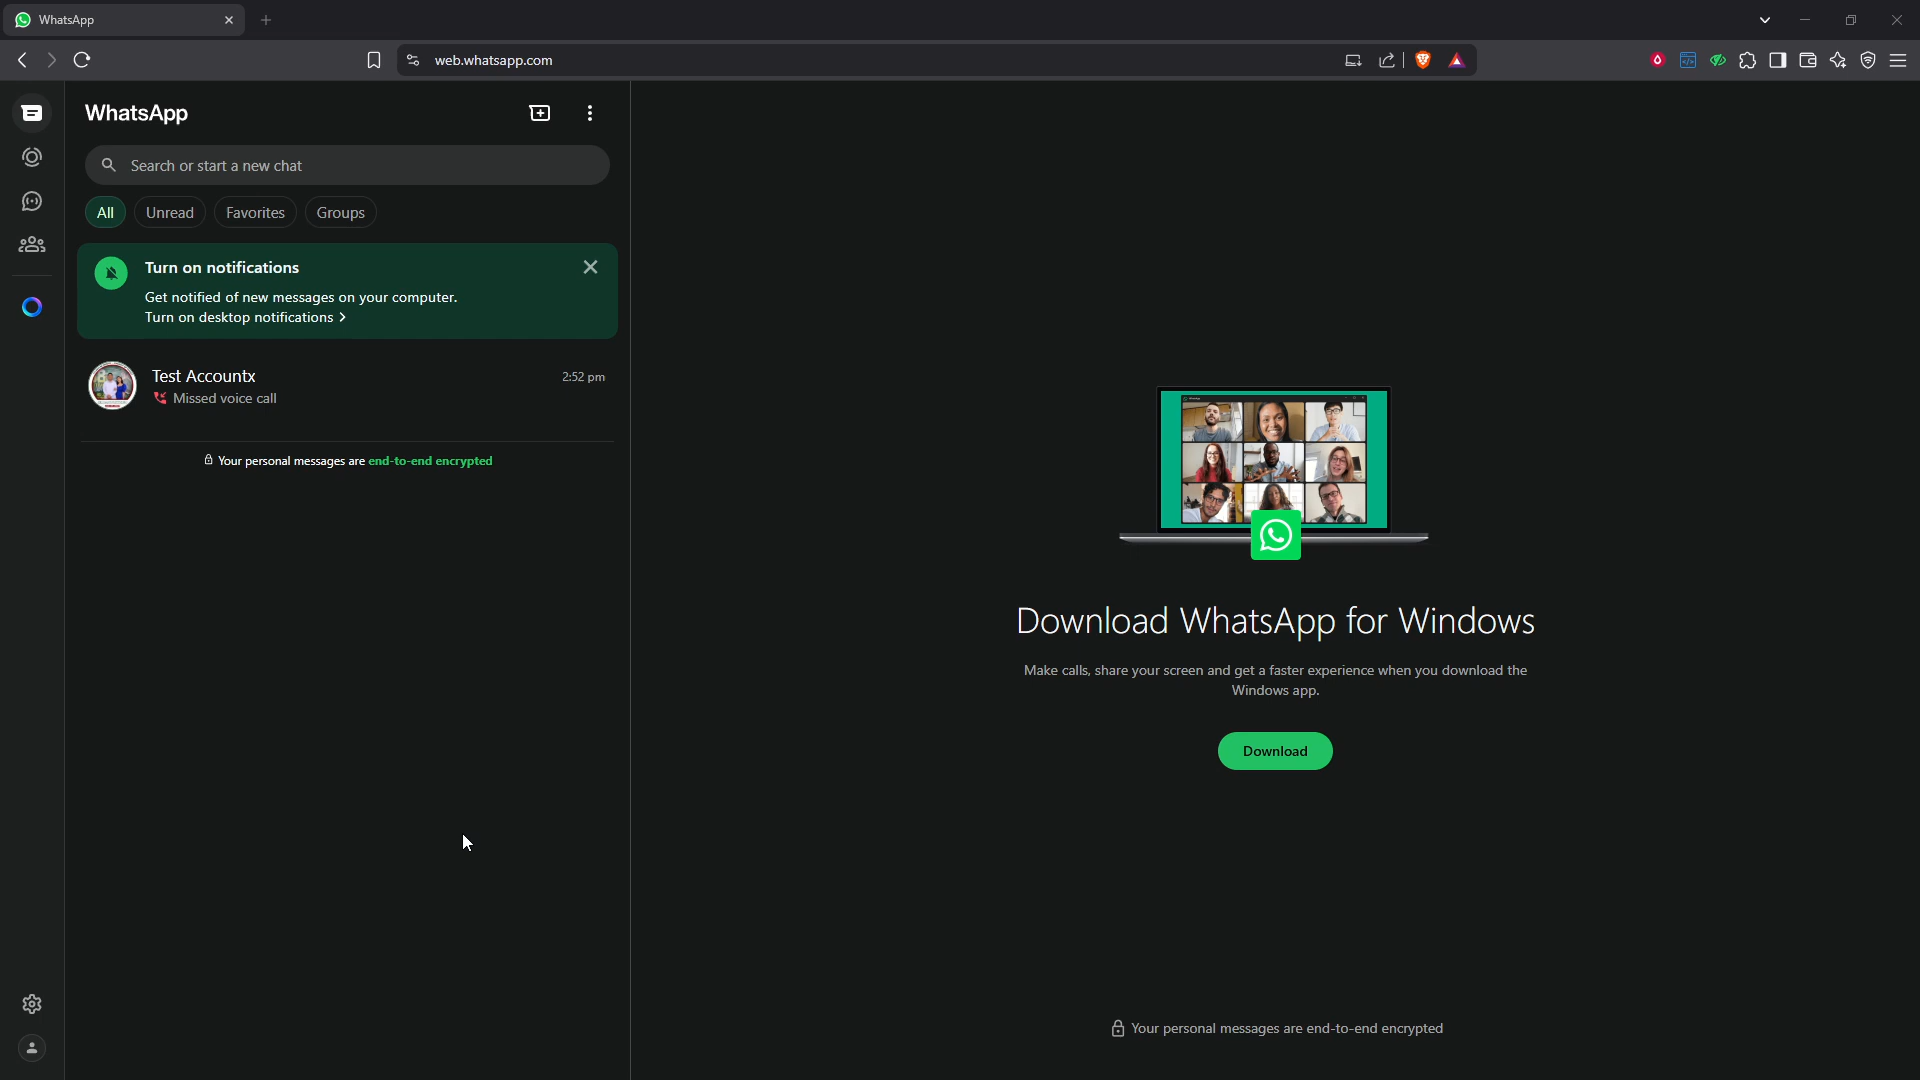 WhatsApp
web.whatsapp.com
WhatsApp
Search or start a new chat
All
Unread
Favorites
Groups
Turn on notifications
Get notified of new messages on your computer.
Turn on desktop notifications
Test Accountx
2:52 pm
Missed voice call
Your personal messages are end-to-end encrypted
Download WhatsApp for Windows
Make calls, share your screen and get a faster experience when you download the
Windows app.
Download
Your personal messages are end-to-end encrypted